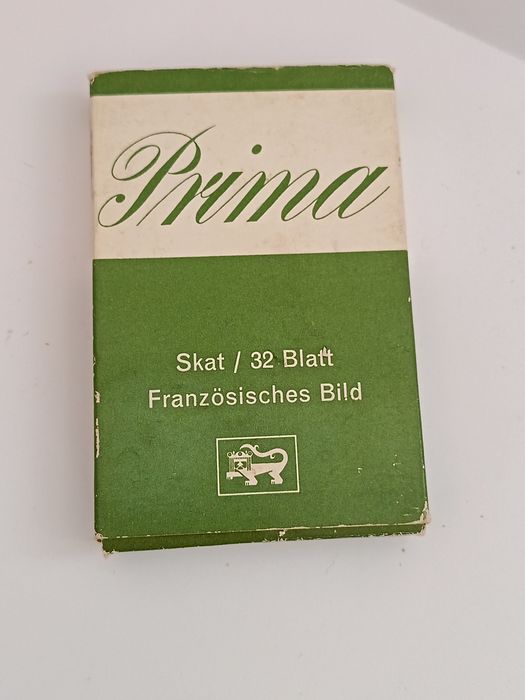 Prima
Skat / 32 Blatt
Französisches Bild